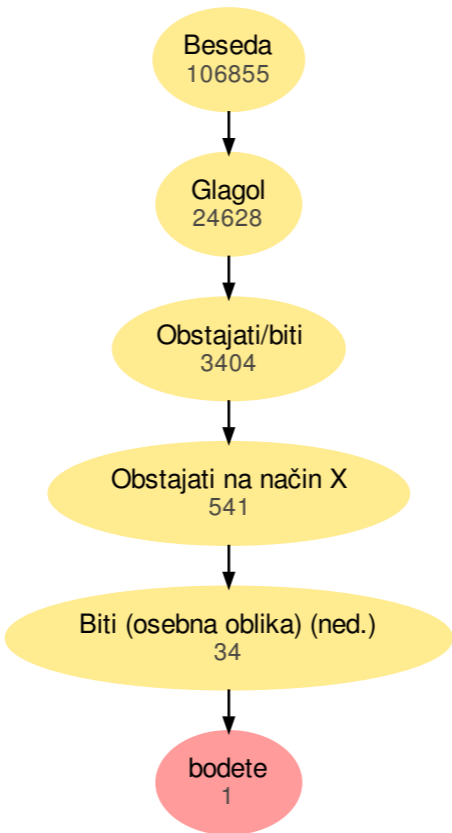 Beseda
106855
Glagol
24628
Obstajati/biti
3404
Obstajati na način X
541
Biti (osebna oblika) (ned.)
34
bodete
1